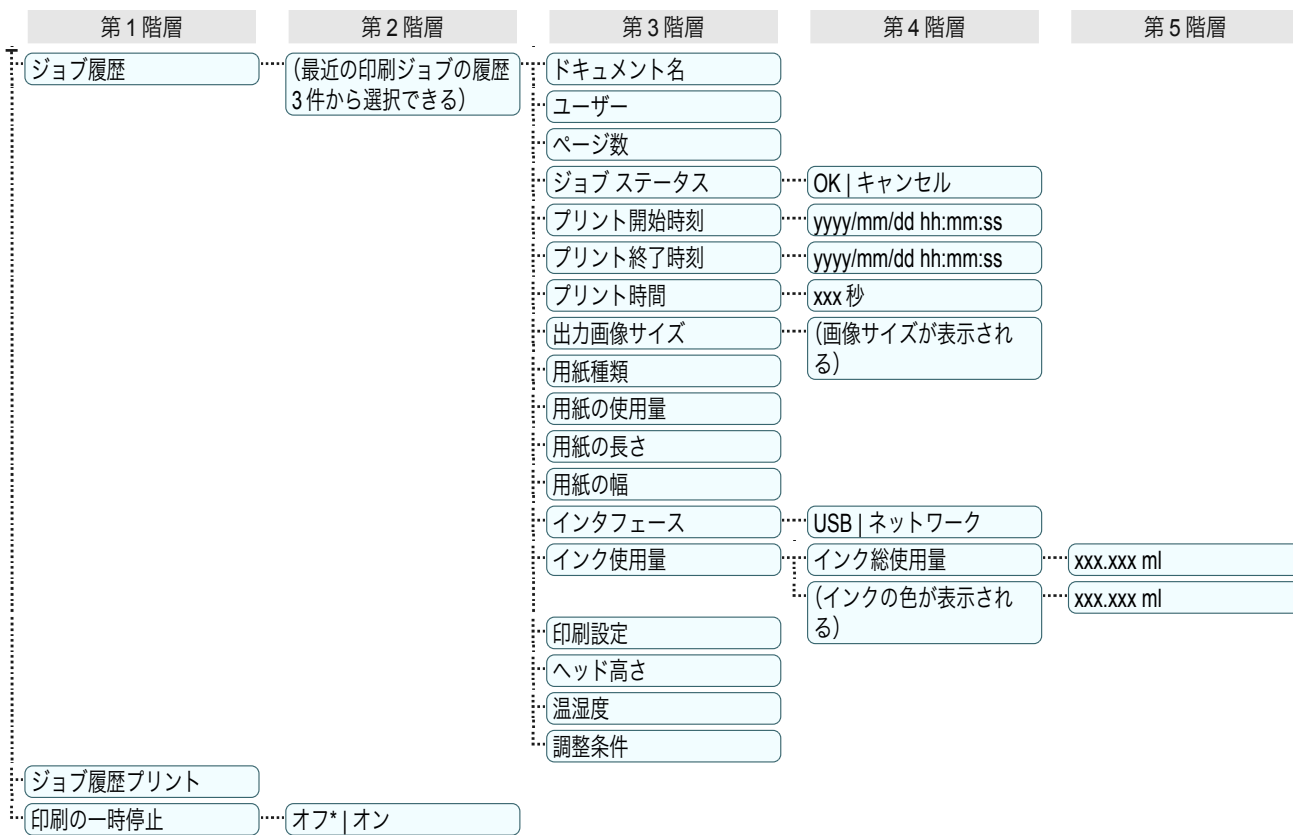 第 1 階層 第 2 階層 第 3 階層 第 4 階層 第 5 階層
ジョブ履歴 (最近の印刷ジョブの履歴 ドキュメント名
3 件から選択できる) ユーザー
ページ数
ジョブ ステータス OK | キャンセル
プリント開始時刻 yyyy/mm/dd hh:mm:ss
プリント終了時刻 yyyy/mm/dd hh:mm:ss
プリント時間 xxx 秒
出力画像サイズ (画像サイズが表示され
用紙種類 る)
用紙の使用量
用紙の長さ
用紙の幅
インタフェース USB | ネットワーク
インク使用量 インク総使用量 xxx.xxx ml
(インクの色が表示され xxx.xxx ml
印刷設定 る)
ヘッド高さ
温湿度
調整条件
ジョブ履歴プリント
印刷の一時停止 オフ* | オン